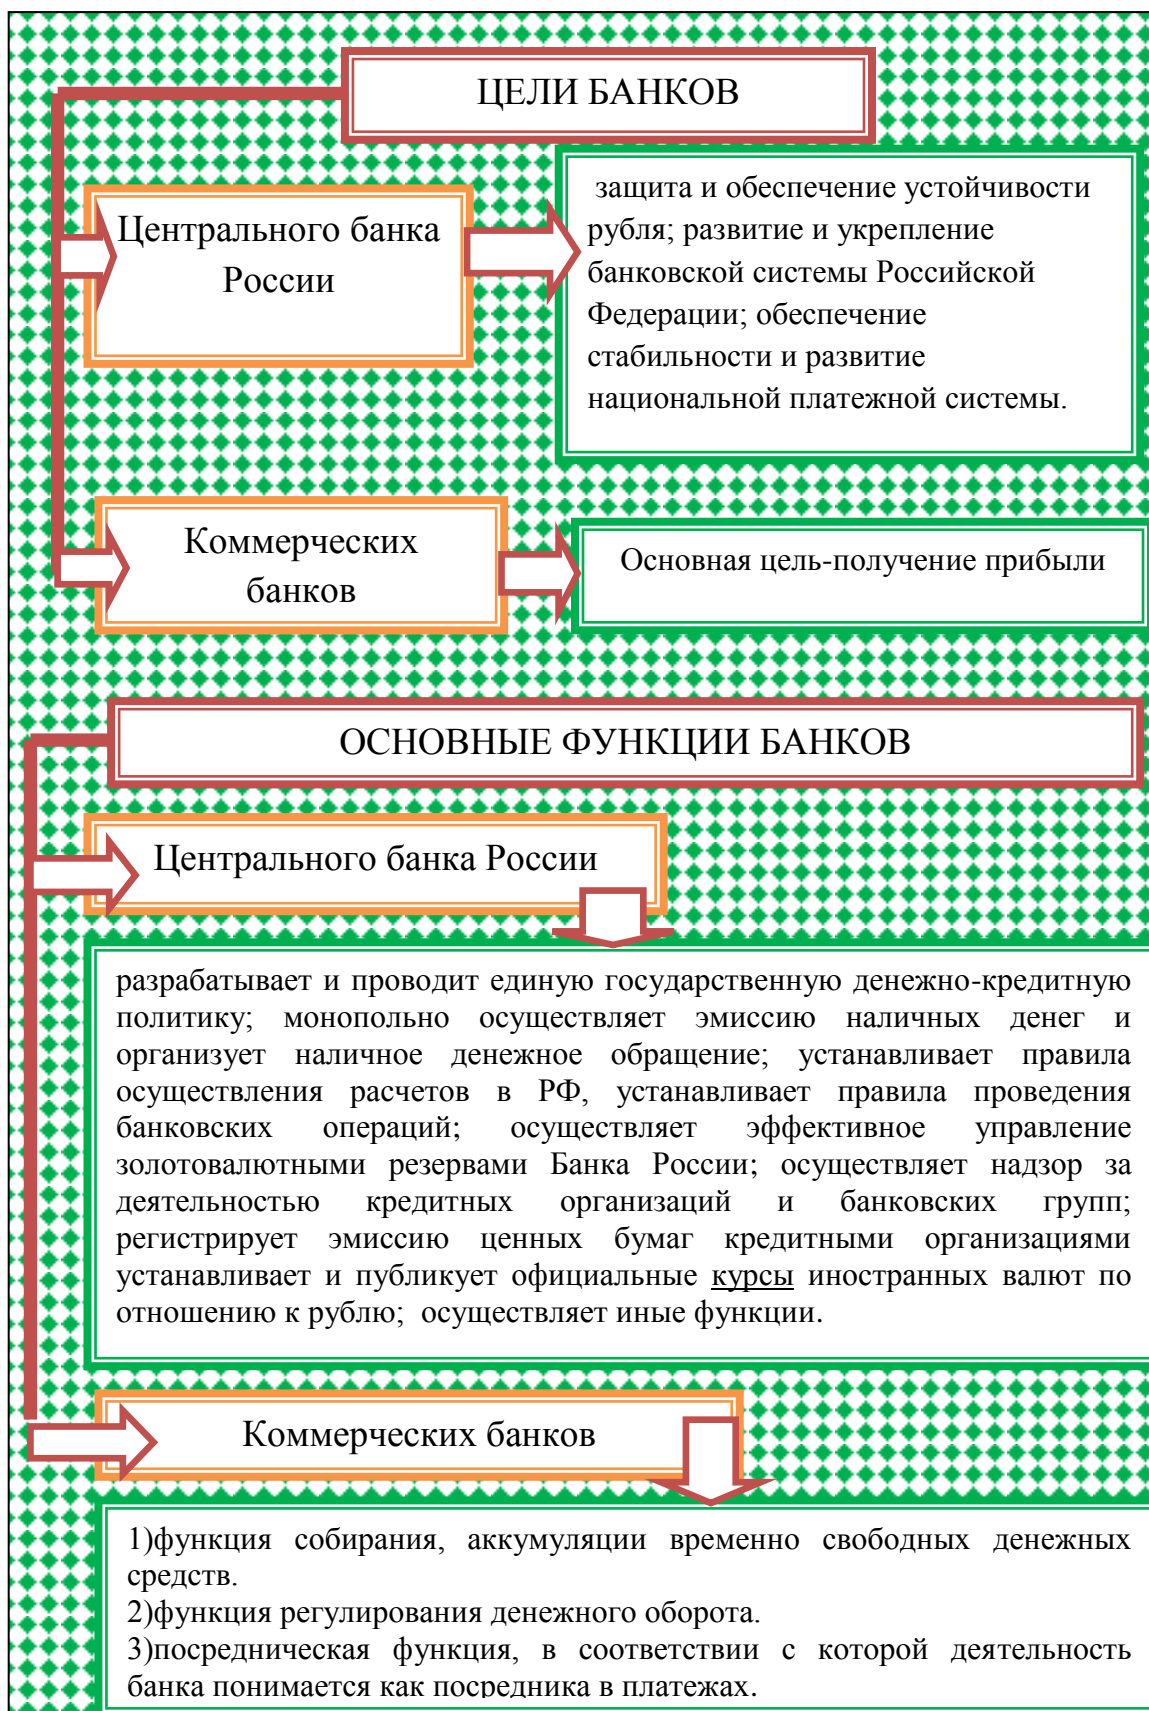 ЦЕЛИ БАНКОВ
Центрального банка
России
защита и обеспечение устойчивости
рубля; развитие и укрепление
банковской системы Российской
Федерации; обеспечение
стабильности и развитие
национальной платежной системы.
Коммерческих
банков
Основная цель-получение прибыли
ОСНОВНЫЕ ФУНКЦИИ БАНКОВ
Центрального банка России
разрабатывает и проводит единую государственную денежно-кредитную
политику; монопольно осуществляет эмиссию наличных денег и
организует наличное денежное обращение; устанавливает правила
осуществления расчетов в РФ, устанавливает правила проведения
банковских операций; осуществляет эффективное управление
золотовалютными резервами Банка России; осуществляет надзор за
деятельностью кредитных организаций и банковских групп;
регистрирует эмиссию ценных бумаг кредитными организациями
устанавливает и публикует официальные курсы иностранных валют по
отношению к рублю; осуществляет иные функции.
Коммерческих банков
1)функция собирания, аккумуляции временно свободных денежных
средств.
2)функция регулирования денежного оборота.
3)посредническая функция, в соответствии с которой деятельность
банка понимается как посредника в платежах.